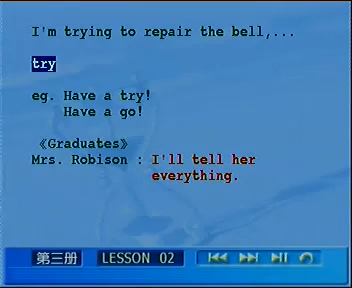 I'm trying to repair the bell,...
try
eg. Have a try!
Have a go!
《Graduates》
Mrs. Robison : I'll tell her
everything.
第三册 LESSON 02